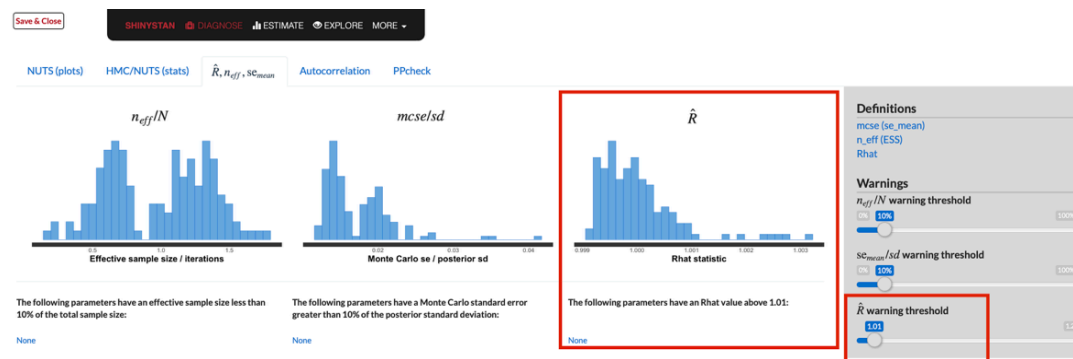 Save & Close
SHINYSTAN DIAGNOSE ESTIMATE EXPLORE MORE
NUTS (plots) HMC/NUTS (stats) R̂, n_eff, se_mean Autocorrelation PPcheck
n_eff/N
mcse/sd
R̂
0.5 1.0 1.5
Effective sample size / iterations
0.02 0.03 0.04
Monte Carlo se / posterior sd
0.999 1.000 1.001 1.002 1.003
Rhat statistic
The following parameters have an effective sample size less than
10% of the total sample size:
None
The following parameters have a Monte Carlo standard error
greater than 10% of the posterior standard deviation:
None
The following parameters have an Rhat value above 1.01:
None
Definitions
mcse (se_mean)
n_eff (ESS)
Rhat
Warnings
n_eff/N warning threshold
0% 10% 100%
se_mean/sd warning threshold
0% 10% 100%
R̂ warning threshold
1.01